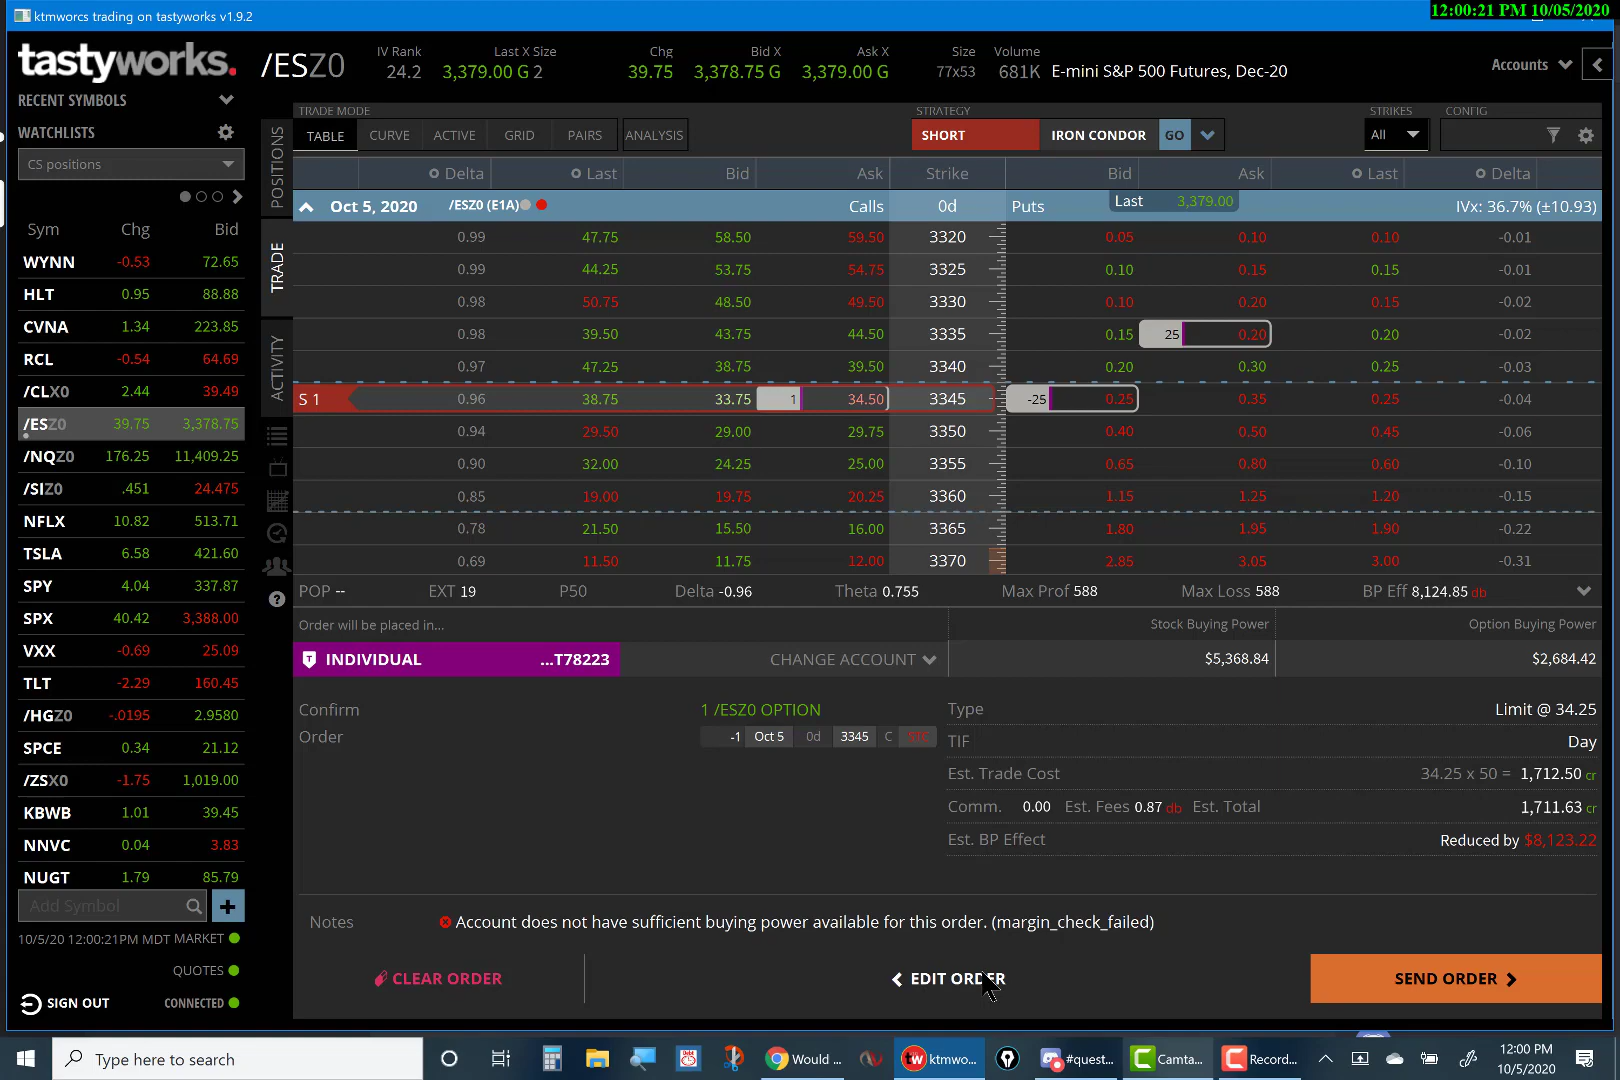 ktmworcs trading on tastyworks v1.9.2
12:00:21 PM 10/05/2020
tastyworks.
/ESZ0
IV Rank Last X Size Chg Bid X Ask X Size Volume
24.2 3,379.00 G 2 39.75 3,378.75 G 3,379.00 G 77x53 681K E-mini S&P 500 Futures, Dec-20
Accounts
RECENT SYMBOLS
WATCHLISTS
CS positions
Sym Chg Bid
WYNN -0.53 72.65
HLT 0.95 88.88
CVNA 1.34 223.85
RCL -0.54 64.69
/CLX0 2.44 39.49
/ESZ0 39.75 3,378.75
/NQZ0 176.25 11,409.25
/SIZ0 .451 24.475
NFLX 10.82 513.71
TSLA 6.58 421.60
SPY 4.04 337.87
SPX 40.42 3,388.00
VXX -0.69 25.09
TLT -2.29 160.45
/HGZ0 -.0195 2.9580
SPCE 0.34 21.12
/ZSX0 -1.75 1,019.00
KBWB 1.01 39.45
NNVC 0.04 3.83
NUGT 1.79 85.79
Add Symbol
10/5/20 12:00:21PM MDT MARKET
QUOTES
SIGN OUT CONNECTED
POSITIONS
TRADE
ACTIVITY
TRADE MODE STRATEGY STRIKES CONFIG
TABLE CURVE ACTIVE GRID PAIRS ANALYSIS SHORT IRON CONDOR GO All
Delta Last Bid Ask Strike Bid Ask Last Delta
Oct 5, 2020 /ESZ0 (E1A) Calls 0d Puts Last 3,379.00 IVx: 36.7% (±10.93)
0.99 47.75 58.50 59.50 3320 0.05 0.10 0.10 -0.01
0.99 44.25 53.75 54.75 3325 0.10 0.15 0.15 -0.01
0.98 50.75 48.50 49.50 3330 0.10 0.20 0.15 -0.02
0.98 39.50 43.75 44.50 3335 0.15 25 0.20 0.20 -0.02
0.97 47.25 38.75 39.50 3340 0.20 0.30 0.25 -0.03
S 1 0.96 38.75 33.75 1 34.50 3345 -25 0.25 0.35 0.25 -0.04
0.94 29.50 29.00 29.75 3350 0.40 0.50 0.45 -0.06
0.90 32.00 24.25 25.00 3355 0.65 0.80 0.60 -0.10
0.85 19.00 19.75 20.25 3360 1.15 1.25 1.20 -0.15
0.78 21.50 15.50 16.00 3365 1.80 1.95 1.90 -0.22
0.69 11.50 11.75 12.00 3370 2.85 3.05 3.00 -0.31
POP -- EXT 19 P50 Delta -0.96 Theta 0.755 Max Prof 588 Max Loss 588 BP Eff 8,124.85 db
Order will be placed in... Stock Buying Power Option Buying Power
INDIVIDUAL ...T78223 CHANGE ACCOUNT $5,368.84 $2,684.42
Confirm 1 /ESZ0 OPTION
Order -1 Oct 5 0d 3345 C STO
Type Limit @ 34.25
TIF Day
Est. Trade Cost 34.25 x 50 = 1,712.50 cr
Comm. 0.00 Est. Fees 0.87 db Est. Total 1,711.63 cr
Est. BP Effect Reduced by $8,123.22
Notes Account does not have sufficient buying power available for this order. (margin_check_failed)
CLEAR ORDER EDIT ORDER SEND ORDER
Type here to search
Would ...
ktmwo...
#quest...
Camta...
Record...
12:00 PM
10/5/2020